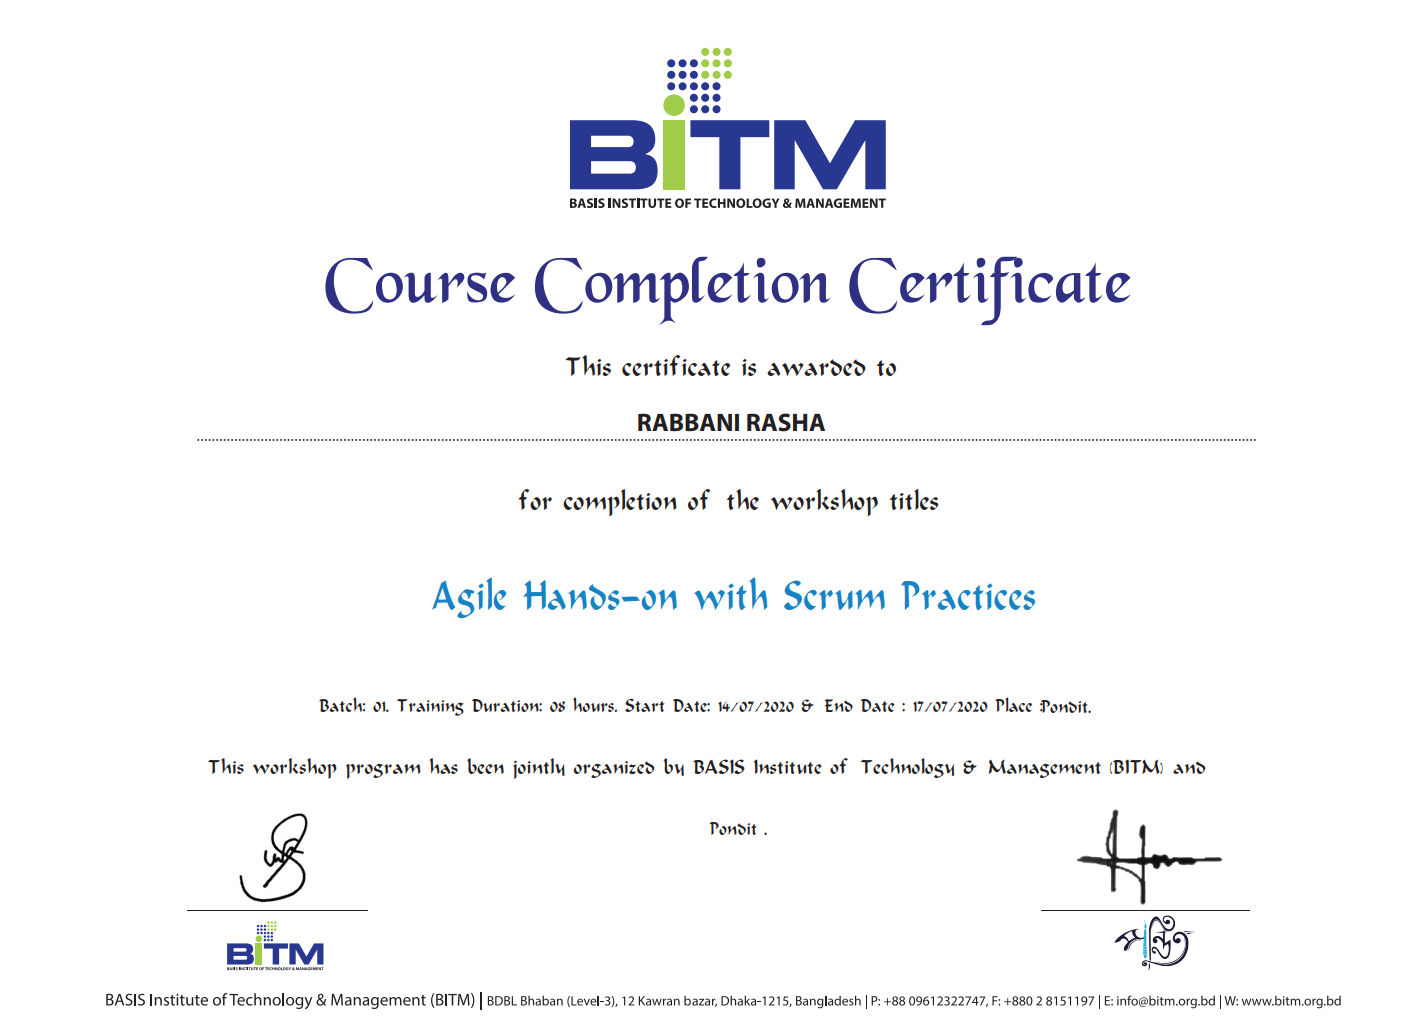 BiTM
BASIS INSTITUTE OF TECHNOLOGY & MANAGEMENT
Course Completion Certificate
This certificate is awarded to
RABBANI RASHA
for completion of the workshop titles
Agile Hands-on with Scrum Practices
Batch: 01. Training Duration: 08 hours. Start Date: 14/07/2020 & End Date : 17/07/2020 Place Pondit.
This workshop program has been jointly organized by BASIS Institute of Technology & Management (BITM) and
Pondit .
BiTM
BASIS INSTITUTE OF TECHNOLOGY & MANAGEMENT
পন্ডিত
BASIS Institute of Technology & Management (BITM) | BDBL Bhaban (Level-3), 12 Kawran bazar, Dhaka-1215, Bangladesh | P: +88 09612322747, F: +880 2 8151197 | E: info@bitm.org.bd | W: www.bitm.org.bd